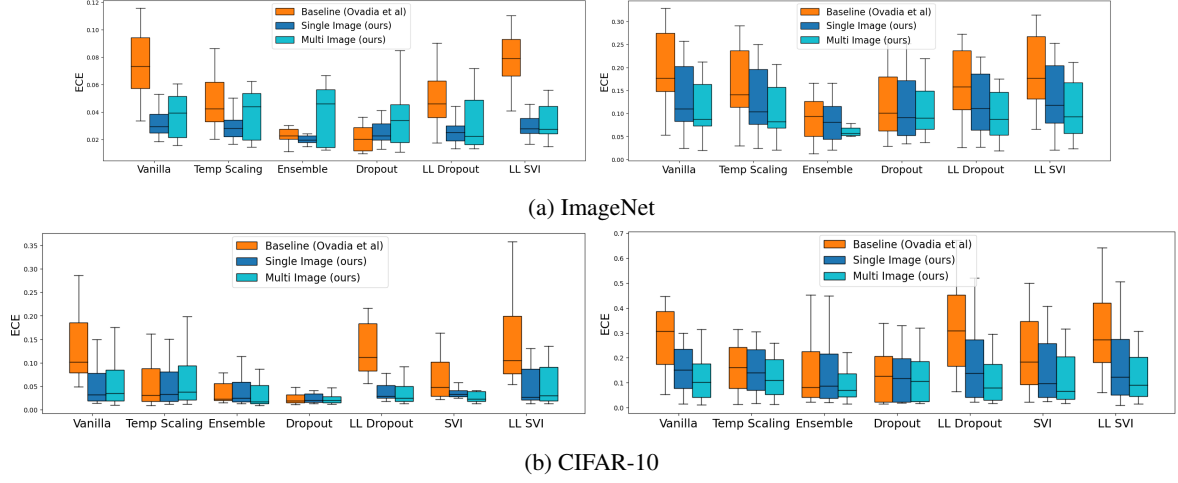 0.12
0.10
0.08
0.06
0.04
0.02
ECE
Baseline (Ovadia et al)
Single Image (ours)
Multi Image (ours)
Vanilla Temp Scaling Ensemble Dropout LL Dropout LL SVI
0.30
0.25
0.20
0.15
0.10
0.05
0.00
ECE
Baseline (Ovadia et al)
Single Image (ours)
Multi Image (ours)
Vanilla Temp Scaling Ensemble Dropout LL Dropout LL SVI
(a) ImageNet
0.35
0.30
0.25
0.20
0.15
0.10
0.05
0.00
ECE
Baseline (Ovadia et al)
Single Image (ours)
Multi Image (ours)
Vanilla Temp Scaling Ensemble Dropout LL Dropout SVI LL SVI
0.7
0.6
0.5
0.4
0.3
0.2
0.1
0.0
ECE
Baseline (Ovadia et al)
Single Image (ours)
Multi Image (ours)
Vanilla Temp Scaling Ensemble Dropout LL Dropout SVI LL SVI
(b) CIFAR-10